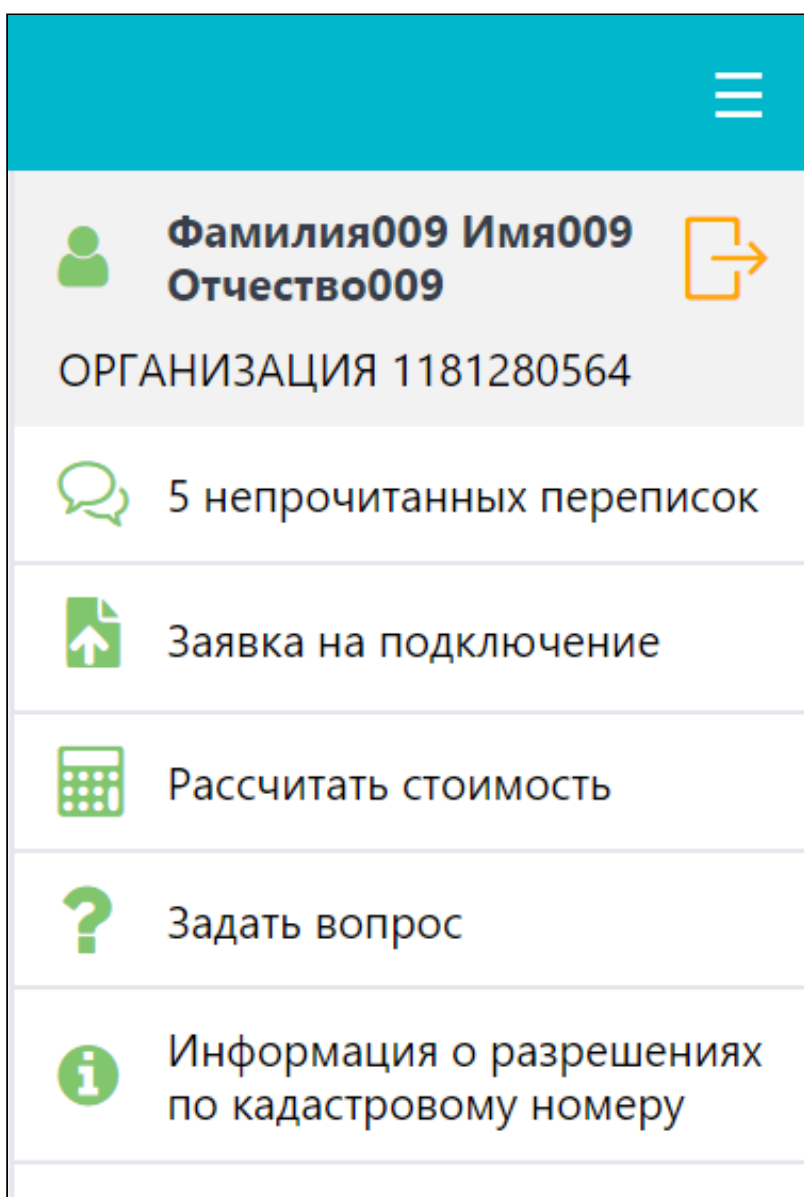 Фамилия009 Имя009
Отчество009
ОРГАНИЗАЦИЯ 1181280564
5 непрочитанных переписок
Заявка на подключение
Рассчитать стоимость
Задать вопрос
Информация о разрешениях
по кадастровому номеру